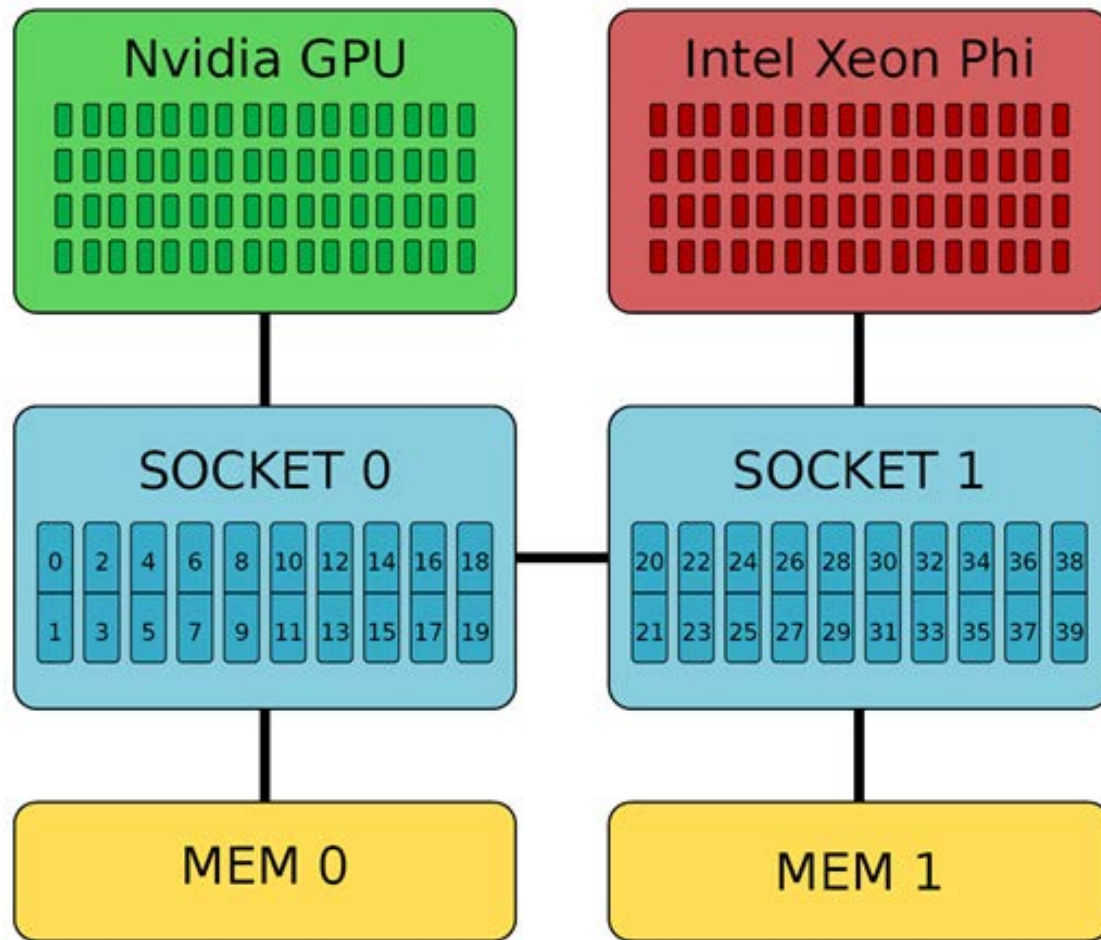 Nvidia GPU
Intel Xeon Phi
SOCKET 0
0 2 4 6 8 10 12 14 16 18
1 3 5 7 9 11 13 15 17 19
SOCKET 1
20 22 24 26 28 30 32 34 36 38
21 23 25 27 29 31 33 35 37 39
MEM 0
MEM 1